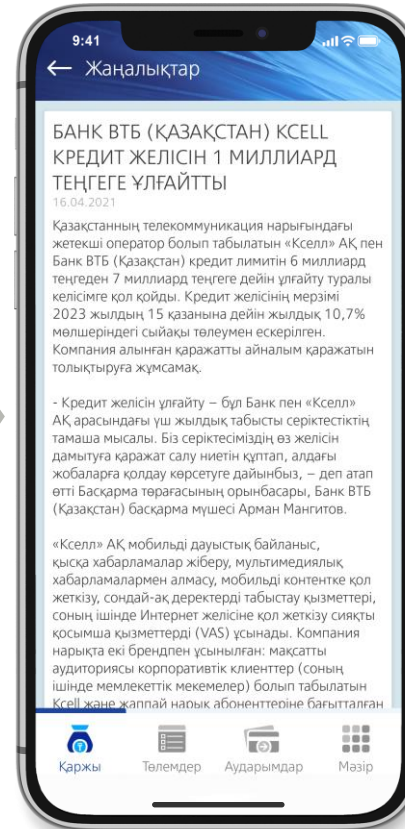 9:41
← Жаңалықтар
БАНК ВТБ (ҚАЗАҚСТАН) KCELL
КРЕДИТ ЖЕЛІСІН 1 МИЛЛИАРД
ТЕҢГЕГЕ ҰЛҒАЙТТЫ
16.04.2021
Қазақстанның телекоммуникация нарығындағы
жетекші оператор болып табылатын «Кселл» АҚ пен
Банк ВТБ (Қазақстан) кредит лимитін 6 миллиард
теңгеден 7 миллиард теңгеге дейін ұлғайту туралы
келісімге қол қойды. Кредит желісінің мерзімі
2023 жылдың 15 қазанына дейін жылдық 10,7%
мөлшеріндегі сыйақы төлеумен ескерілген.
Компания алынған қаражатты айналым қаражатын
толықтыруға жұмсамақ.
- Кредит желісін ұлғайту – бұл Банк пен «Кселл»
АҚ арасындағы үш жылдық табысты серіктестіктің
тамаша мысалы. Біз серіктесіміздің өз желісін
дамытуға қаражат салу ниетін құптап, алдағы
жобаларға қолдау көрсетуге дайынбыз, – деп атап
өтті Басқарма төрағасының орынбасары, Банк ВТБ
(Қазақстан) басқарма мүшесі Арман Мангитов.
«Кселл» АҚ мобильді дауыстық байланыс,
қысқа хабарламалар жіберу, мультимедиялық
хабарламалармен алмасу, мобильді контентке қол
жеткізу, сондай-ақ деректерді табыстау қызметтері,
соның ішінде Интернет желісіне қол жеткізу сияқты
қосымша қызметтерді (VAS) ұсынады. Компания
нарықта екі брендпен ұсынылған: мақсатты
аудиториясы корпоративтік клиенттер (соның
ішінде мемлекеттік мекемелер) болып табылатын
Kcell және жаппай нарық абоненттеріне бағытталған
Қаржы
Төлемдер
Аударымдар
Мәзір